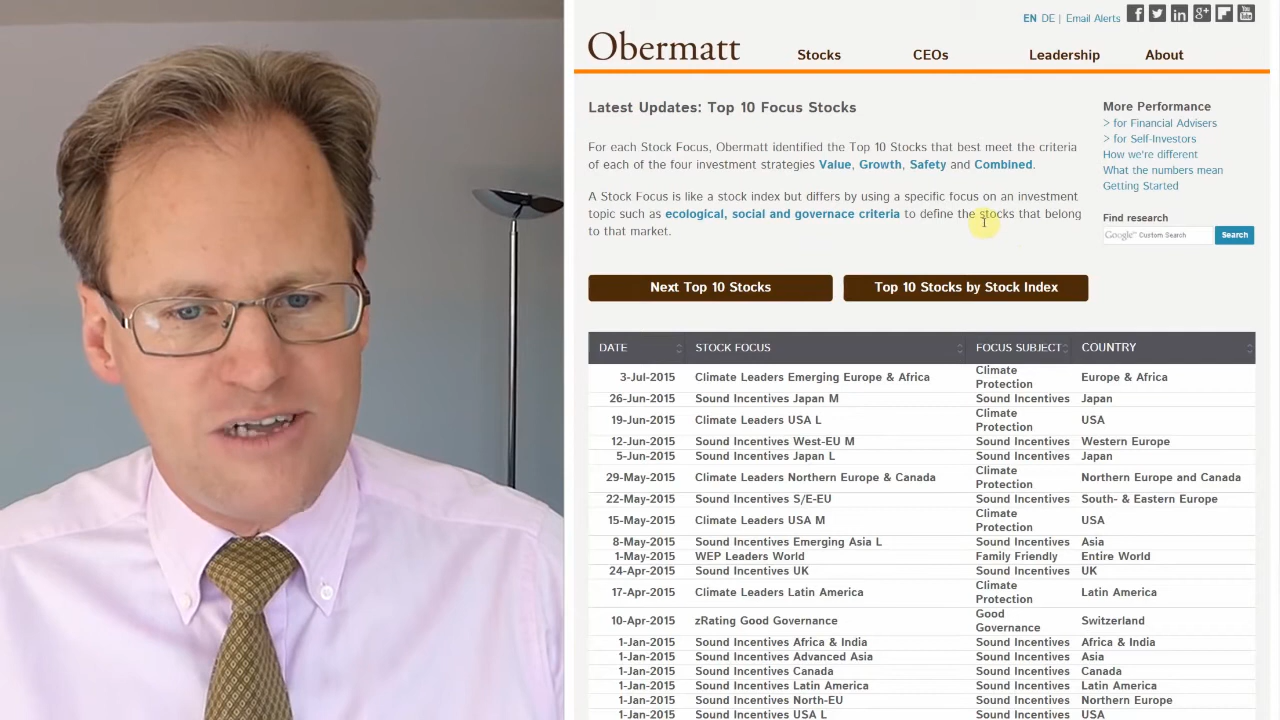 EN DE | Email Alerts
Obermatt
Stocks CEOs Leadership About
Latest Updates: Top 10 Focus Stocks
For each Stock Focus, Obermatt identified the Top 10 Stocks that best meet the criteria
of each of the four investment strategies Value, Growth, Safety and Combined.
A Stock Focus is like a stock index but differs by using a specific focus on an investment
topic such as ecological, social and governace criteria to define the stocks that belong
to that market.
More Performance
> for Financial Advisers
> for Self-Investors
How we're different
What the numbers mean
Getting Started
Find research
Google™ Custom Search Search
Next Top 10 Stocks Top 10 Stocks by Stock Index
DATE STOCK FOCUS FOCUS SUBJECT COUNTRY
3-Jul-2015 Climate Leaders Emerging Europe & Africa Climate Protection Europe & Africa
26-Jun-2015 Sound Incentives Japan M Sound Incentives Japan
19-Jun-2015 Climate Leaders USA L Climate Protection USA
12-Jun-2015 Sound Incentives West-EU M Sound Incentives Western Europe
5-Jun-2015 Sound Incentives Japan L Sound Incentives Japan
29-May-2015 Climate Leaders Northern Europe & Canada Climate Protection Northern Europe and Canada
22-May-2015 Sound Incentives S/E-EU Sound Incentives South- & Eastern Europe
15-May-2015 Climate Leaders USA M Climate Protection USA
8-May-2015 Sound Incentives Emerging Asia L Sound Incentives Asia
1-May-2015 WEP Leaders World Family Friendly Entire World
24-Apr-2015 Sound Incentives UK Sound Incentives UK
17-Apr-2015 Climate Leaders Latin America Climate Protection Latin America
10-Apr-2015 zRating Good Governance Good Governance Switzerland
1-Jan-2015 Sound Incentives Africa & India Sound Incentives Africa & India
1-Jan-2015 Sound Incentives Advanced Asia Sound Incentives Asia
1-Jan-2015 Sound Incentives Canada Sound Incentives Canada
1-Jan-2015 Sound Incentives Latin America Sound Incentives Latin America
1-Jan-2015 Sound Incentives North-EU Sound Incentives Northern Europe
1-Jan-2015 Sound Incentives USA L Sound Incentives USA